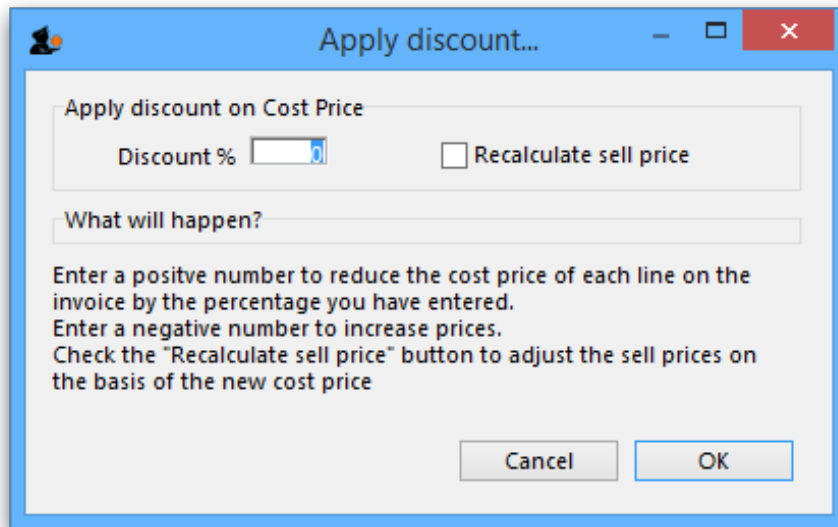 Apply discount...
Apply discount on Cost Price
Discount % 0 Recalculate sell price
What will happen?
Enter a positve number to reduce the cost price of each line on the
invoice by the percentage you have entered.
Enter a negative number to increase prices.
Check the "Recalculate sell price" button to adjust the sell prices on
the basis of the new cost price
Cancel OK